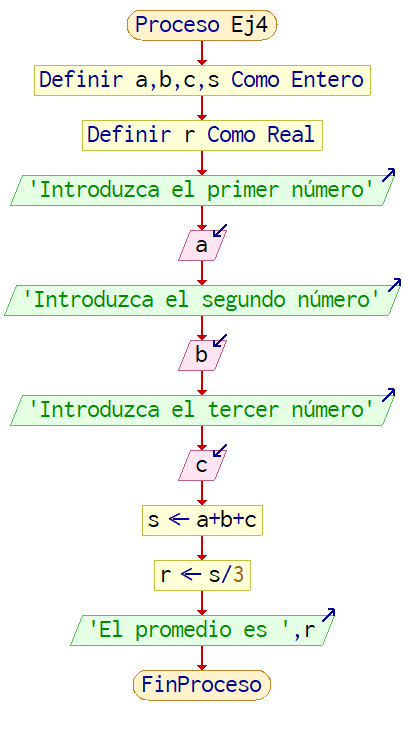 Proceso Ej4
Definir a,b,c,s Como Entero
Definir r Como Real
'Introduzca el primer número'
a
'Introduzca el segundo número'
b
'Introduzca el tercer número'
c
s ← a+b+c
r ← s/3
'El promedio es ',r
FinProceso